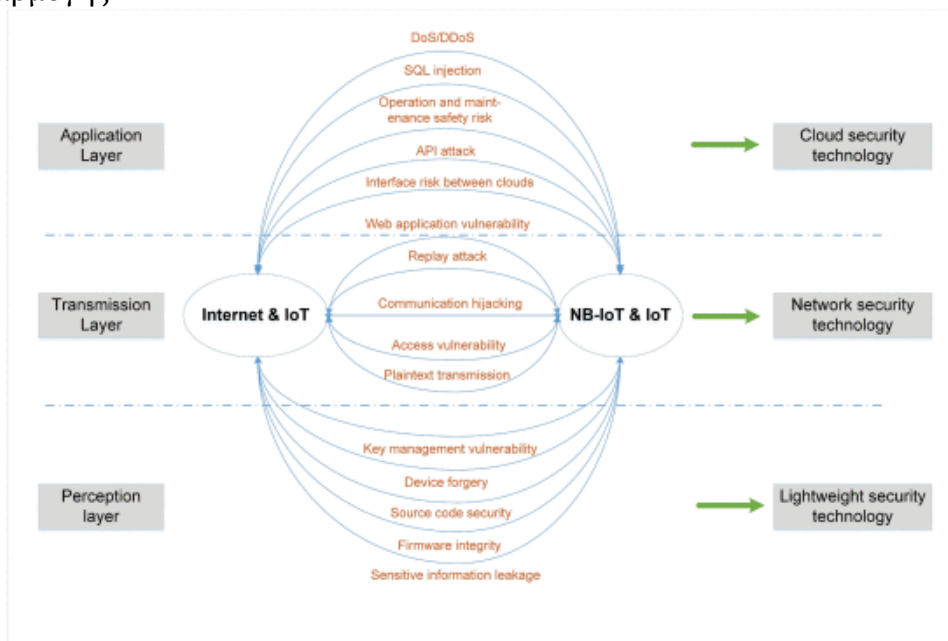 DoS/DDoS
SQL injection
Operation and maint-
enance safety risk
API attack
Interface risk between clouds
Web application vulnerability
Application
Layer
Cloud security
technology
Replay attack
Communication hijacking
Access vulnerability
Plaintext transmission
Transmission
Layer
Internet & IoT
NB-IoT & IoT
Network security
technology
Key management vulnerability
Device forgery
Source code security
Firmware integrity
Sensitive information leakage
Perception
layer
Lightweight security
technology